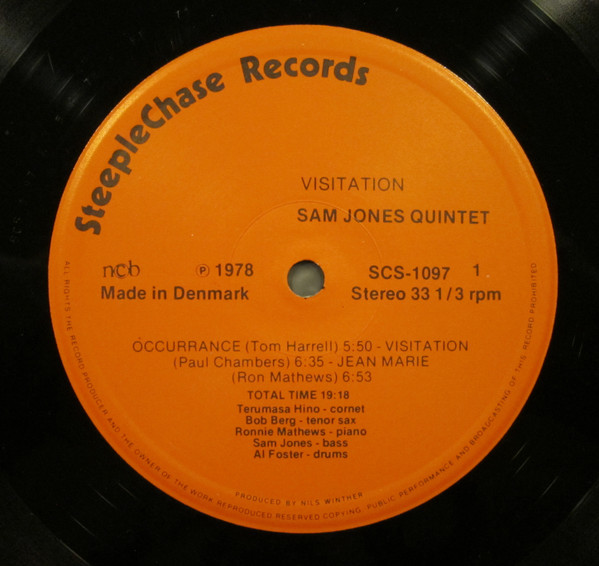 SteepleChase Records
VISITATION
SAM JONES QUINTET
ncb ℗ 1978 SCS-1097 1
Made in Denmark Stereo 33 1/3 rpm
OCCURRANCE (Tom Harrell) 5:50 - VISITATION
(Paul Chambers) 6:35 - JEAN MARIE
(Ron Mathews) 6:53
TOTAL TIME 19:18
Terumasa Hino - cornet
Bob Berg - tenor sax
Ronnie Mathews - piano
Sam Jones - bass
Al Foster - drums
PRODUCED BY NILS WINTHER
ALL RIGHTS THE RECORD PRODUCER AND THE OWNER OF THE WORK REPRODUCED RESERVED COPYING, PUBLIC PERFORMANCE AND BROADCASTING OF THIS RECORD PROHIBITED